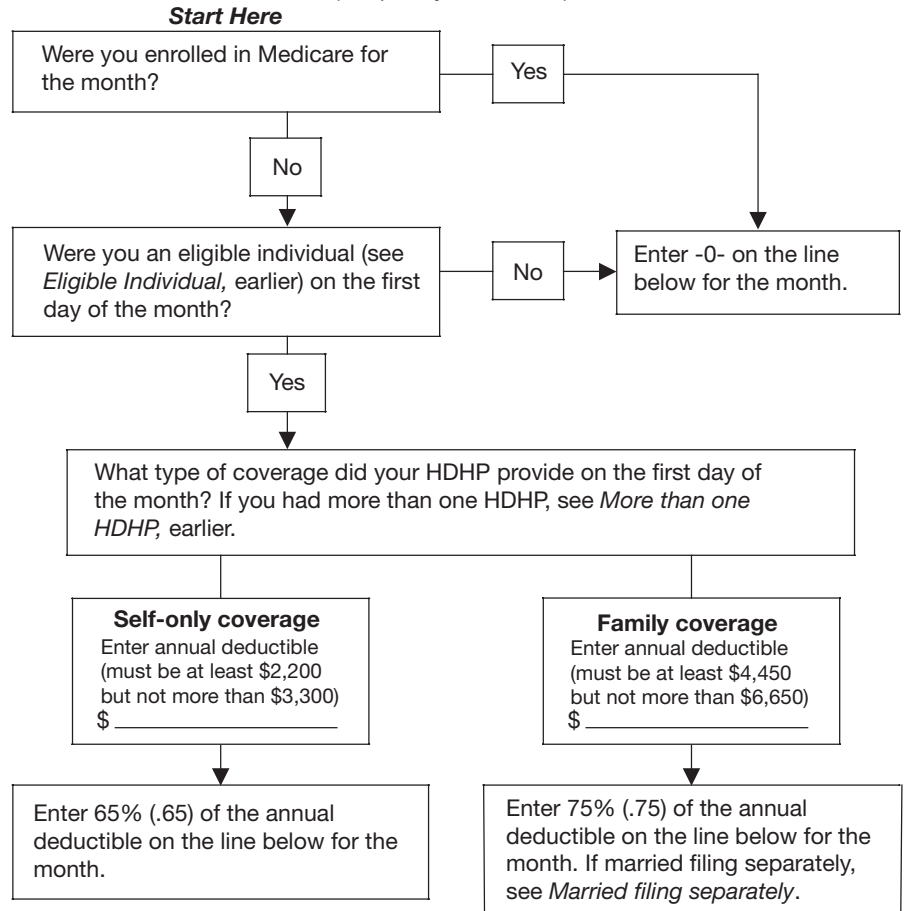 Start Here
Were you enrolled in Medicare for
the month?
Yes
No
Were you an eligible individual (see
Eligible Individual, earlier) on the first
day of the month?
No
Enter -0- on the line
below for the month.
Yes
What type of coverage did your HDHP provide on the first day of
the month? If you had more than one HDHP, see More than one
HDHP, earlier.
Self-only coverage
Enter annual deductible
(must be at least $2,200
but not more than $3,300)
$
Family coverage
Enter annual deductible
(must be at least $4,450
but not more than $6,650)
$
Enter 65% (.65) of the annual
deductible on the line below for the
month.
Enter 75% (.75) of the annual
deductible on the line below for the
month. If married filing separately,
see Married filing separately.